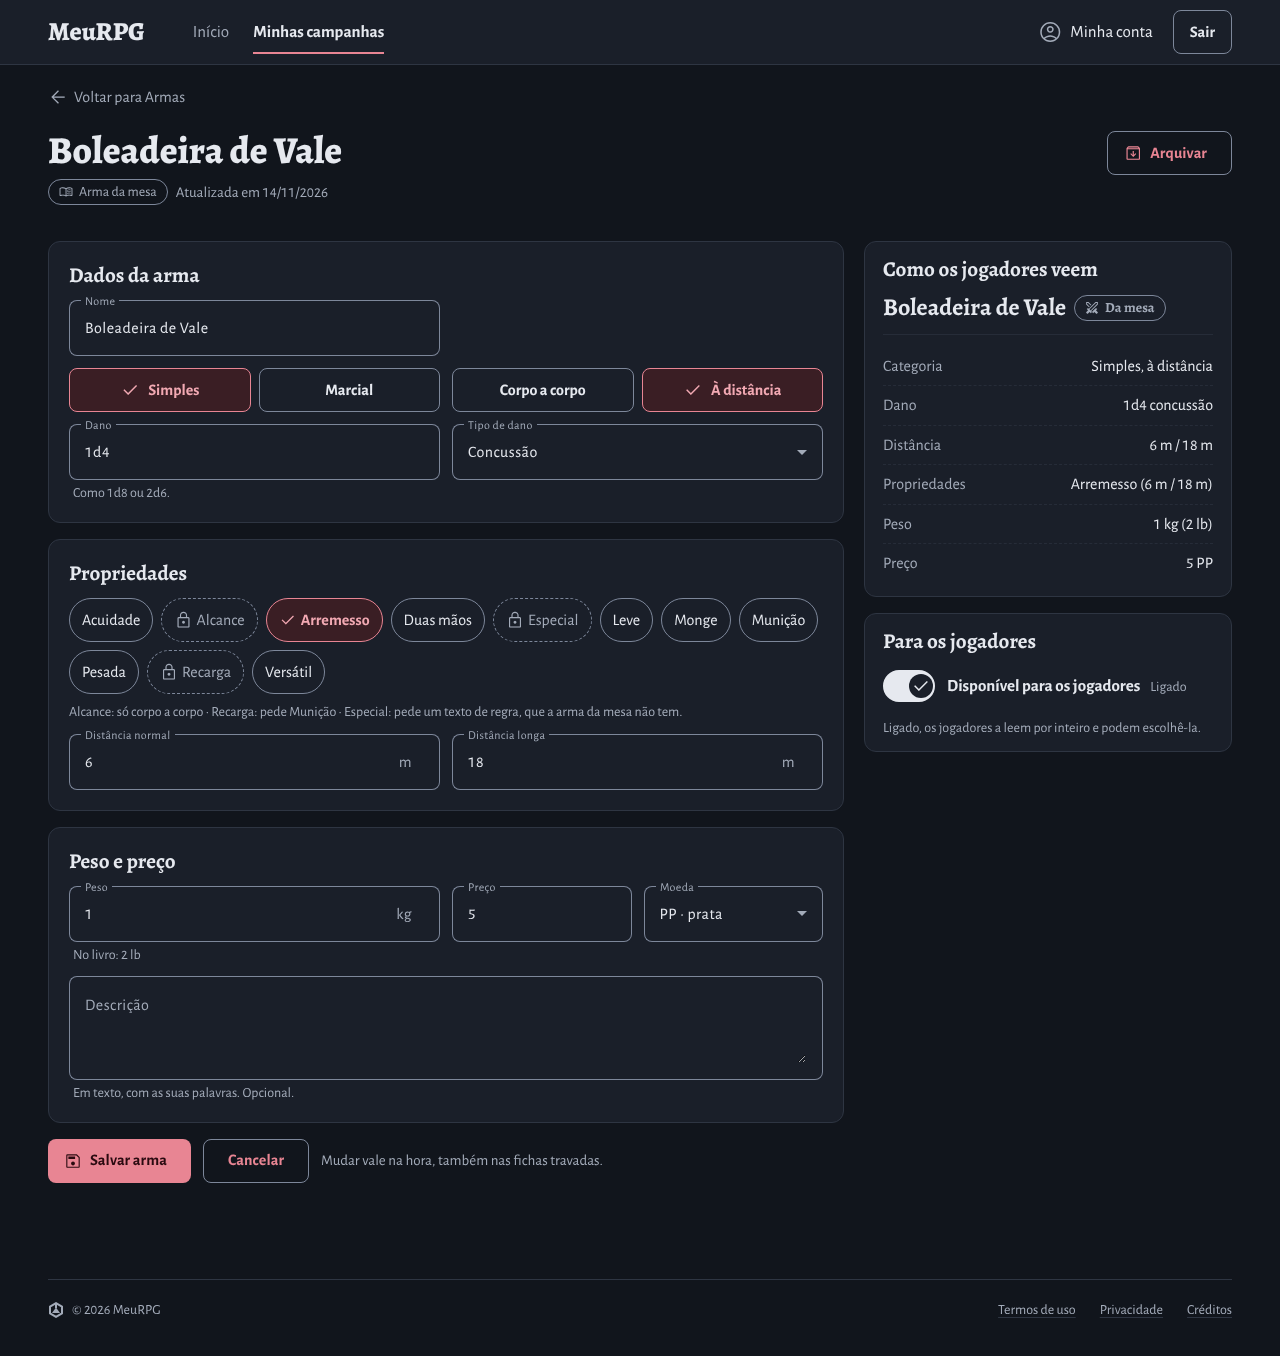 MeuRPG
Início
Minhas campanhas
Minha conta
Sair
Voltar para Armas
Boleadeira de Vale
Arquivar
Arma da mesa
Atualizada em 14/11/2026
Dados da arma
Nome
Boleadeira de Vale
Simples
Marcial
Corpo a corpo
À distância
Dano
1d4
Tipo de dano
Concussão
Como 1d8 ou 2d6.
Propriedades
Acuidade
Alcance
Arremesso
Duas mãos
Especial
Leve
Monge
Munição
Pesada
Recarga
Versátil
Alcance: só corpo a corpo · Recarga: pede Munição · Especial: pede um texto de regra, que a arma da mesa não tem.
Distância normal
6 m
Distância longa
18 m
Peso e preço
Peso
1 kg
Preço
5
Moeda
PP · prata
No livro: 2 lb
Descrição
Em texto, com as suas palavras. Opcional.
Salvar arma
Cancelar
Mudar vale na hora, também nas fichas travadas.
Como os jogadores veem
Boleadeira de Vale
Da mesa
Categoria
Simples, à distância
Dano
1d4 concussão
Distância
6 m / 18 m
Propriedades
Arremesso (6 m / 18 m)
Peso
1 kg (2 lb)
Preço
5 PP
Para os jogadores
Disponível para os jogadores
Ligado
Ligado, os jogadores a leem por inteiro e podem escolhê-la.
© 2026 MeuRPG
Termos de uso
Privacidade
Créditos